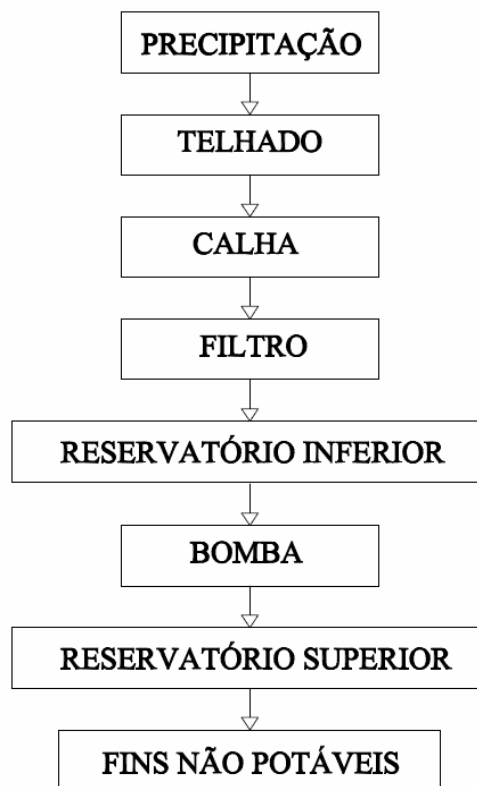 PRECIPITAÇÃO
TELHADO
CALHA
FILTRO
RESERVATÓRIO INFERIOR
BOMBA
RESERVATÓRIO SUPERIOR
FINS NÃO POTÁVEIS